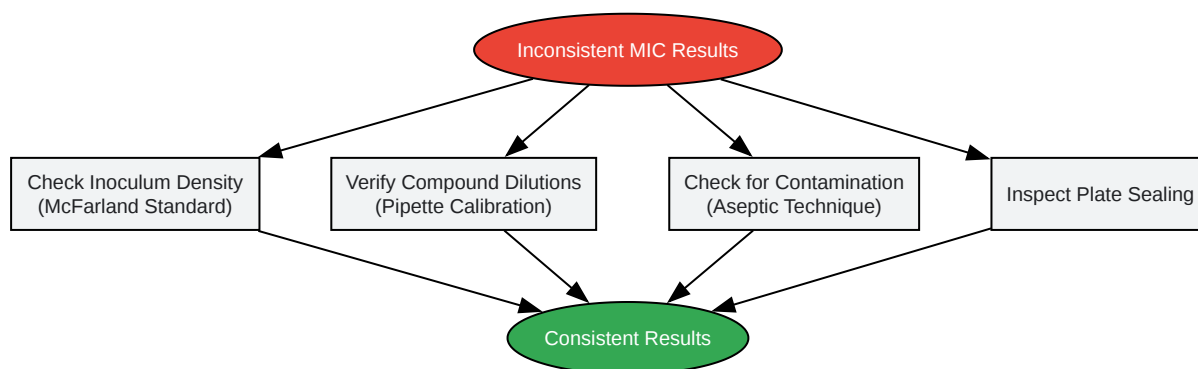 Inconsistent MIC Results
Check Inoculum Density
(McFarland Standard)
Verify Compound Dilutions
(Pipette Calibration)
Check for Contamination
(Aseptic Technique)
Inspect Plate Sealing
Consistent Results